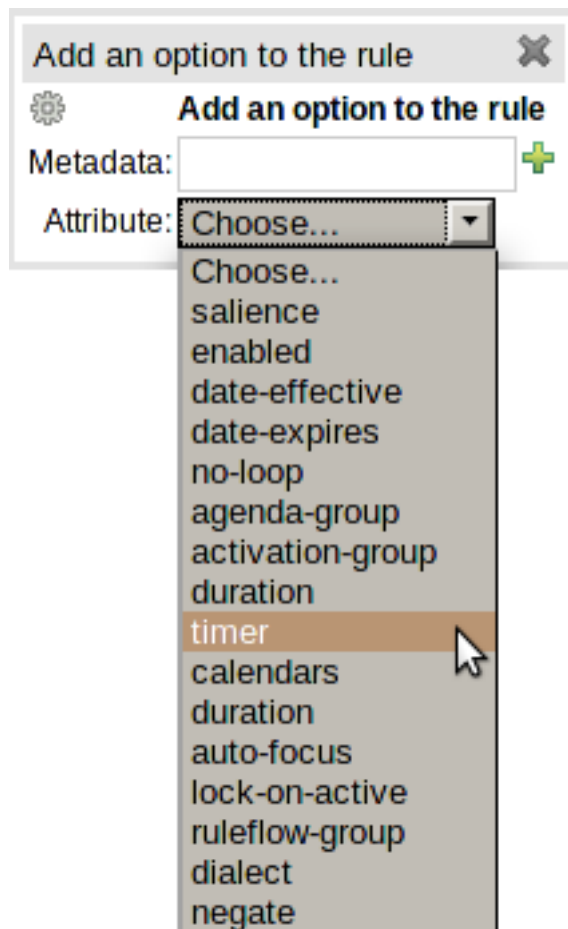 Add an option to the rule
Add an option to the rule
Metadata:
Attribute: Choose...
Choose...
salience
enabled
date-effective
date-expires
no-loop
agenda-group
activation-group
duration
timer
calendars
duration
auto-focus
lock-on-active
ruleflow-group
dialect
negate